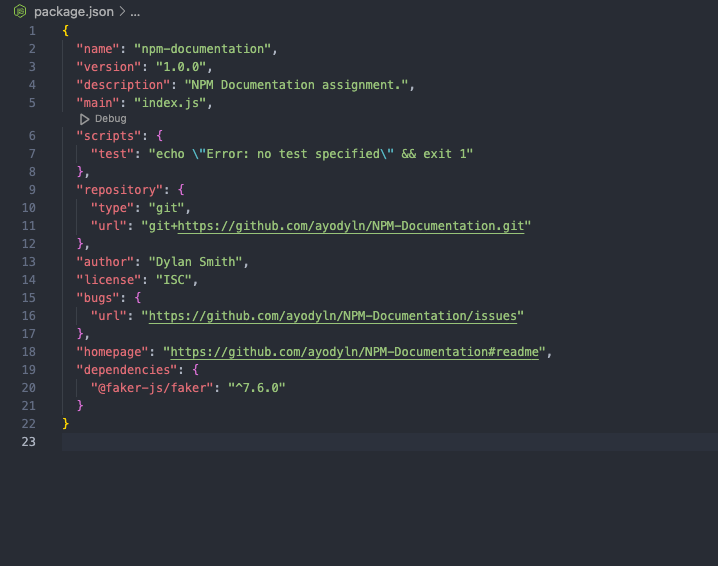 package.json > ...
1 {
2 "name": "npm-documentation",
3 "version": "1.0.0",
4 "description": "NPM Documentation assignment.",
5 "main": "index.js",
Debug
6 "scripts": {
7 "test": "echo \"Error: no test specified\" && exit 1"
8 },
9 "repository": {
10 "type": "git",
11 "url": "git+https://github.com/ayodyln/NPM-Documentation.git"
12 },
13 "author": "Dylan Smith",
14 "license": "ISC",
15 "bugs": {
16 "url": "https://github.com/ayodyln/NPM-Documentation/issues"
17 },
18 "homepage": "https://github.com/ayodyln/NPM-Documentation#readme",
19 "dependencies": {
20 "@faker-js/faker": "^7.6.0"
21 }
22 }
23